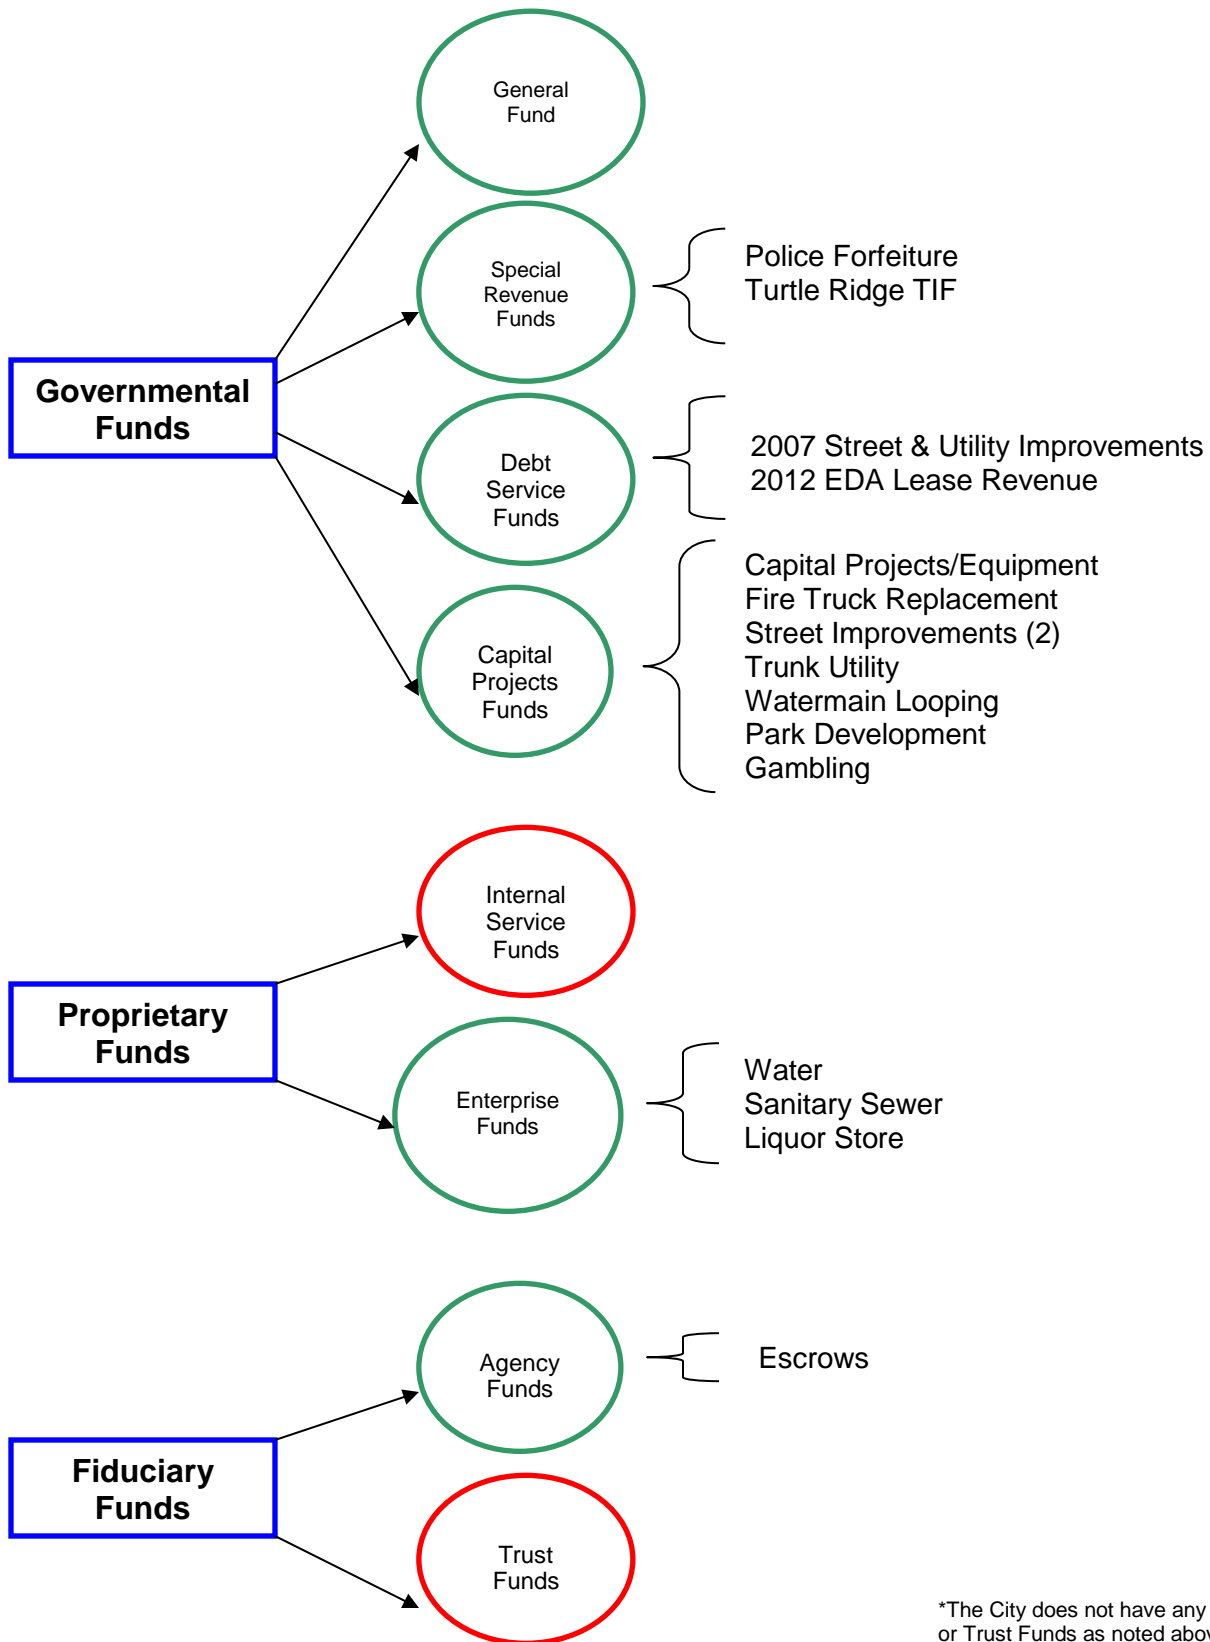 General
Fund
Special
Revenue
Funds
Police Forfeiture
Turtle Ridge TIF
Governmental
Funds
Debt
Service
Funds
2007 Street & Utility Improvements
2012 EDA Lease Revenue
Capital
Projects
Funds
Capital Projects/Equipment
Fire Truck Replacement
Street Improvements (2)
Trunk Utility
Watermain Looping
Park Development
Gambling
Internal
Service
Funds
Proprietary
Funds
Enterprise
Funds
Water
Sanitary Sewer
Liquor Store
Agency
Funds
Escrows
Fiduciary
Funds
Trust
Funds
*The City does not have any
or Trust Funds as noted abov